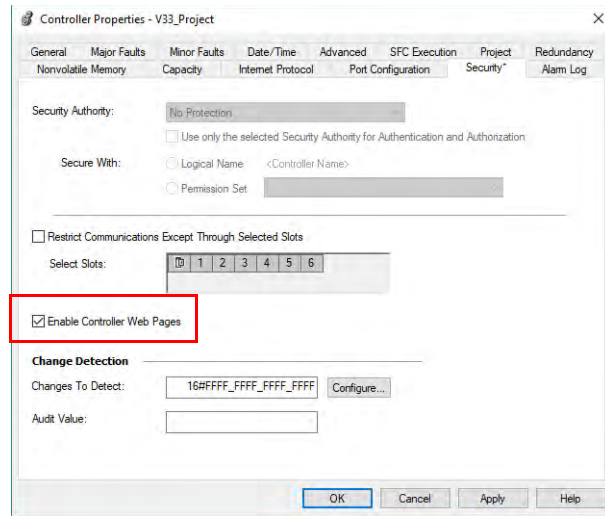 Controller Properties - V33_Project
General Major Faults Minor Faults Date/Time Advanced SFC Execution Project Redundancy
Nonvolatile Memory Capacity Internet Protocol Port Configuration Security* Alarm Log
Security Authority: No Protection
Use only the selected Security Authority for Authentication and Authorization
Secure With: Logical Name <Controller Name>
Permission Set
Restrict Communications Except Through Selected Slots
Select Slots: 1 2 3 4 5 6
Enable Controller Web Pages
Change Detection
Changes To Detect: 16#FFFF_FFFF_FFFF_FFFF Configure...
Audit Value:
OK Cancel Apply Help